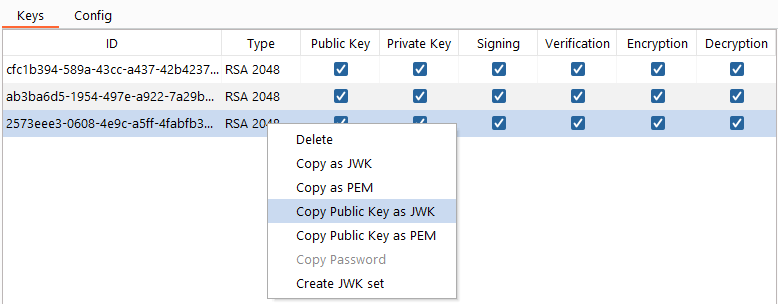 Keys Config
ID Type Public Key Private Key Signing Verification Encryption Decryption
cfc1b394-589a-43cc-a437-42b4237... RSA 2048
ab3ba6d5-1954-497e-a922-7a29b... RSA 2048
2573eee3-0608-4e9c-a5ff-4fabfb3... RSA 2048
Delete
Copy as JWK
Copy as PEM
Copy Public Key as JWK
Copy Public Key as PEM
Copy Password
Create JWK set